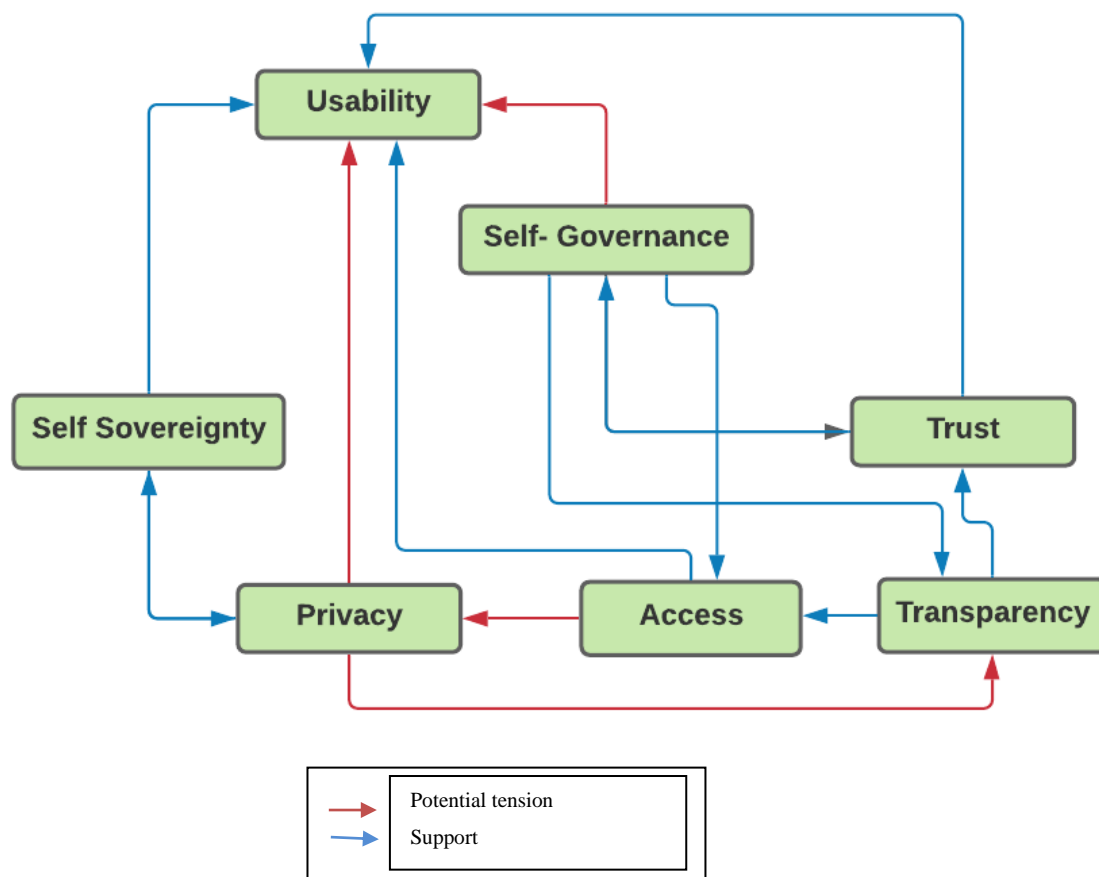 Usability
Self- Governance
Self Sovereignty
Trust
Privacy
Access
Transparency
Potential tension
Support